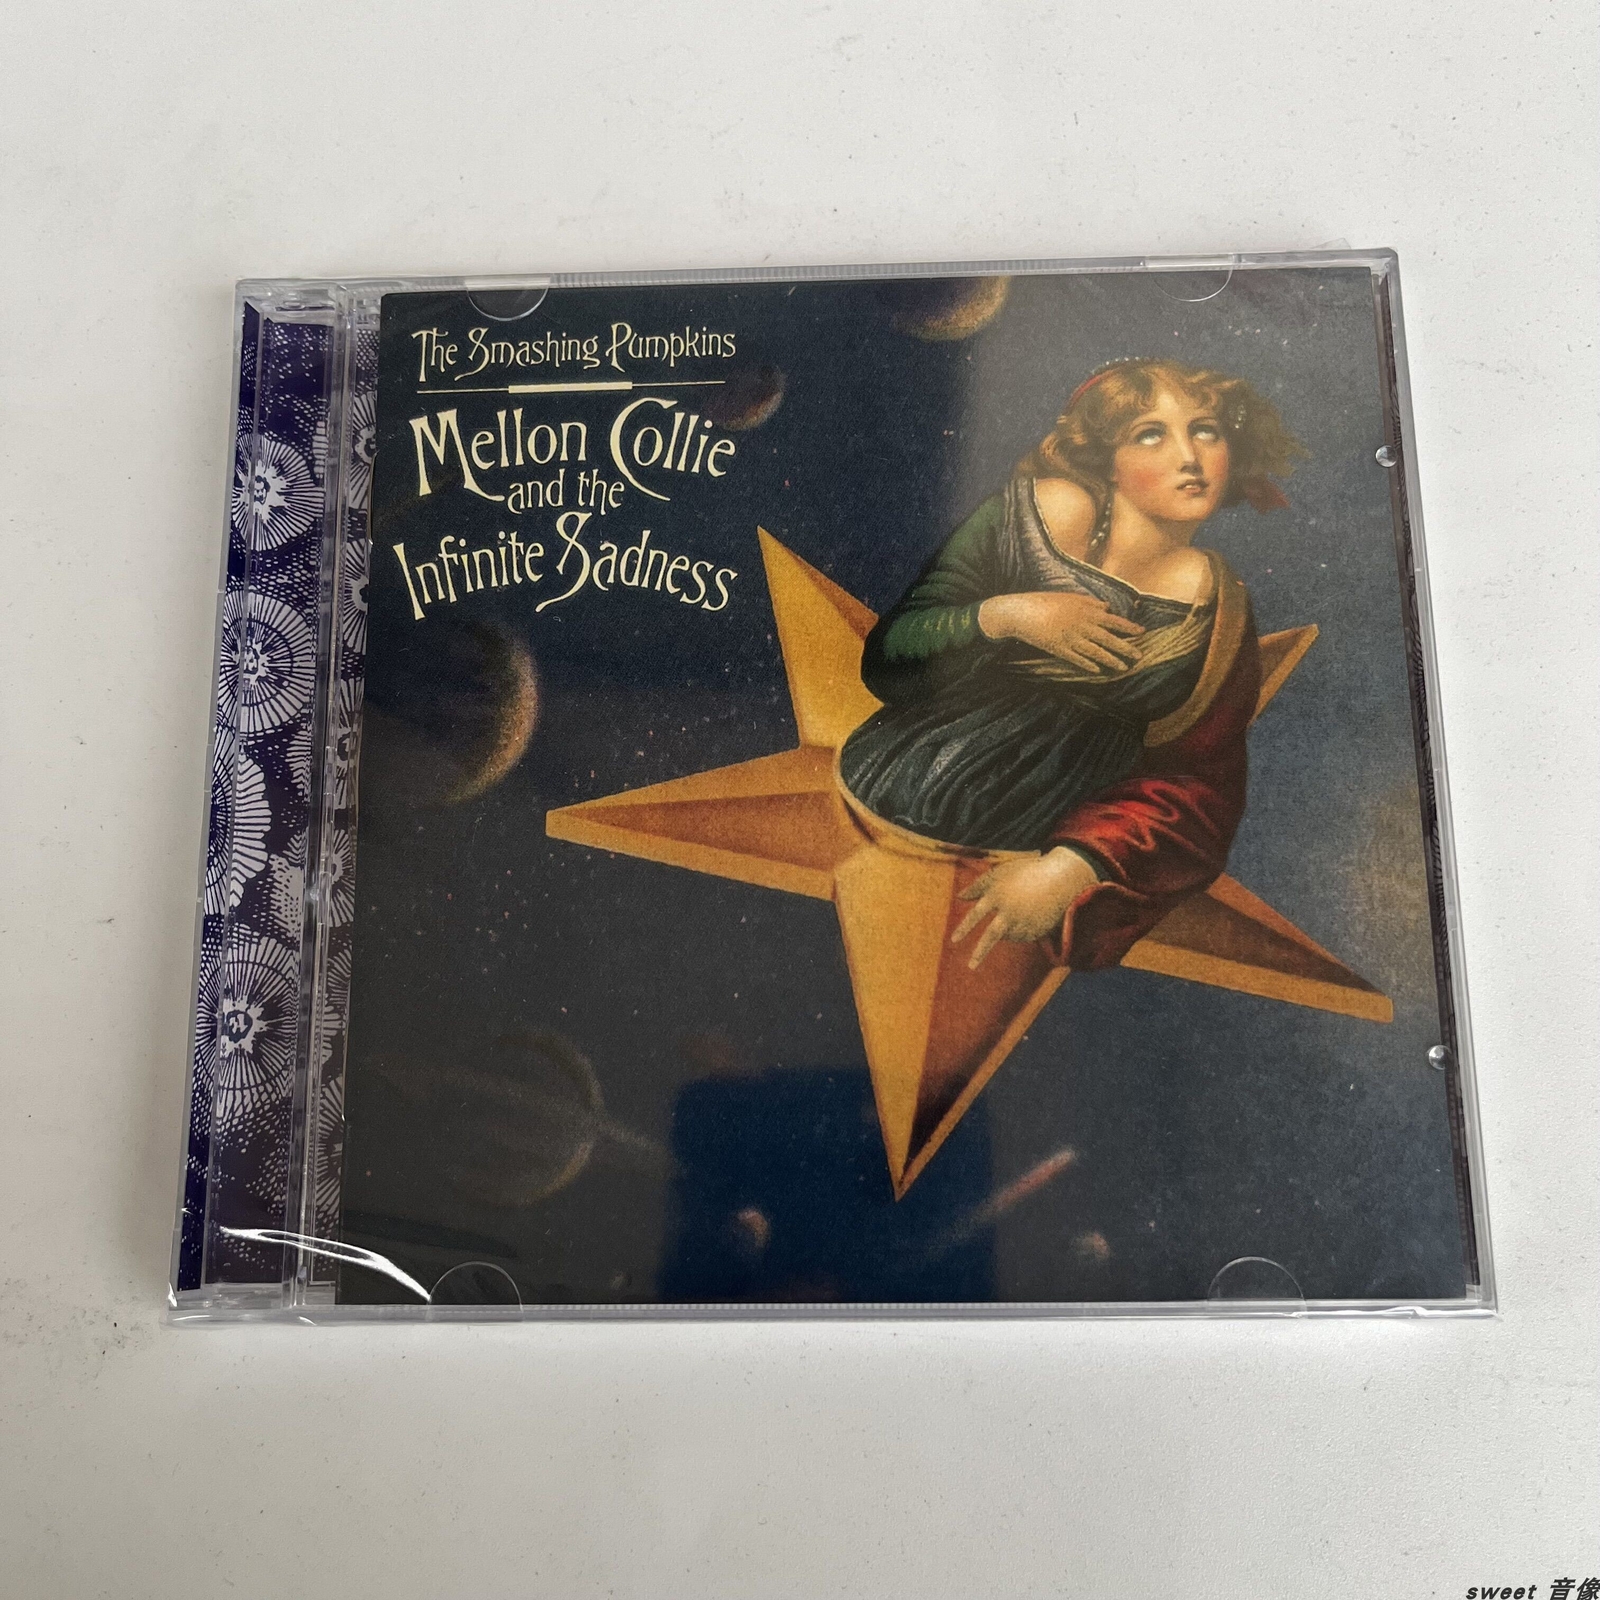 The Smashing Pumpkins
Mellon Collie
and the
Infinite Sadness
sweet 音像